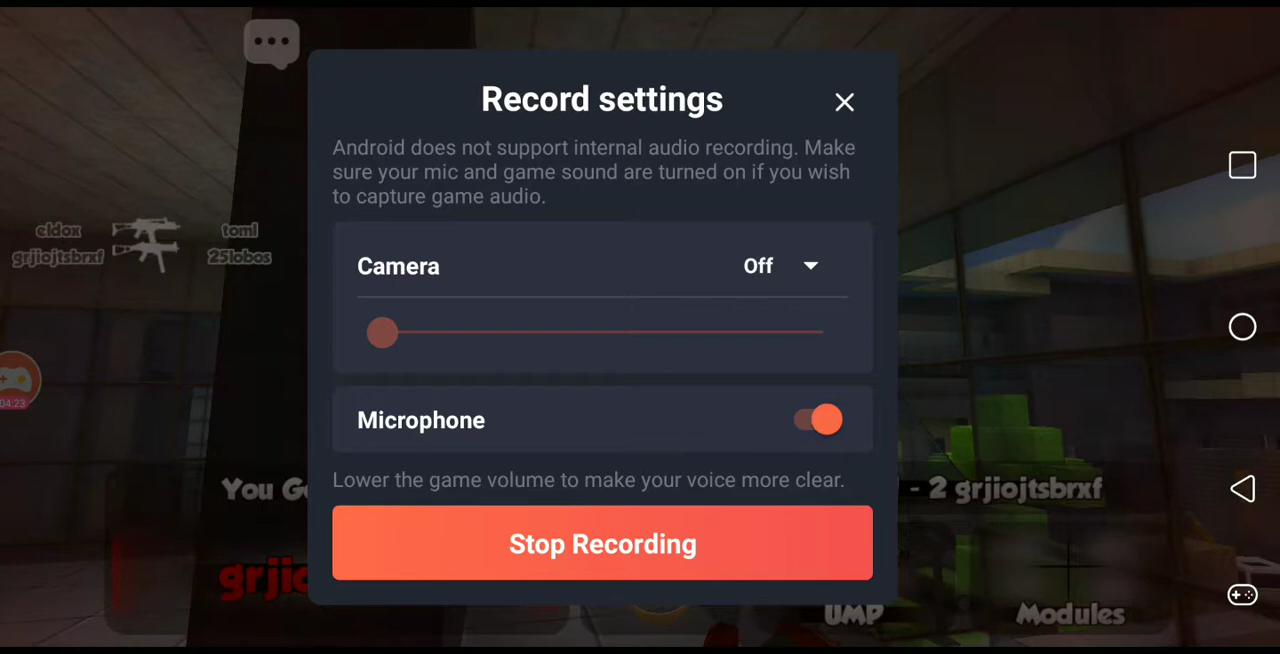 Record settings
Android does not support internal audio recording. Make
sure your mic and game sound are turned on if you wish
to capture game audio.
eldox toml
grjiojtsbrxf 25lobos
Camera Off
04:23
Microphone
Lower the game volume to make your voice more clear.
You G
- 2 grjiojtsbrxf
Stop Recording
grjio
UMP
Modules